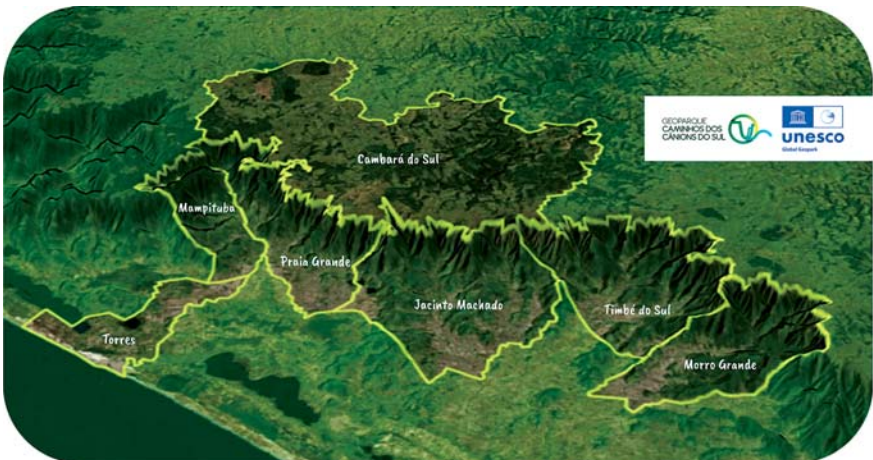 GEOPARQUE
CAMINHOS DOS
CÂNIONS DO SUL
unesco
Global Geopark
Cambará do Sul
Mampituba
Praia Grande
Jacinto Machado
Timbé do Sul
Torres
Morro Grande